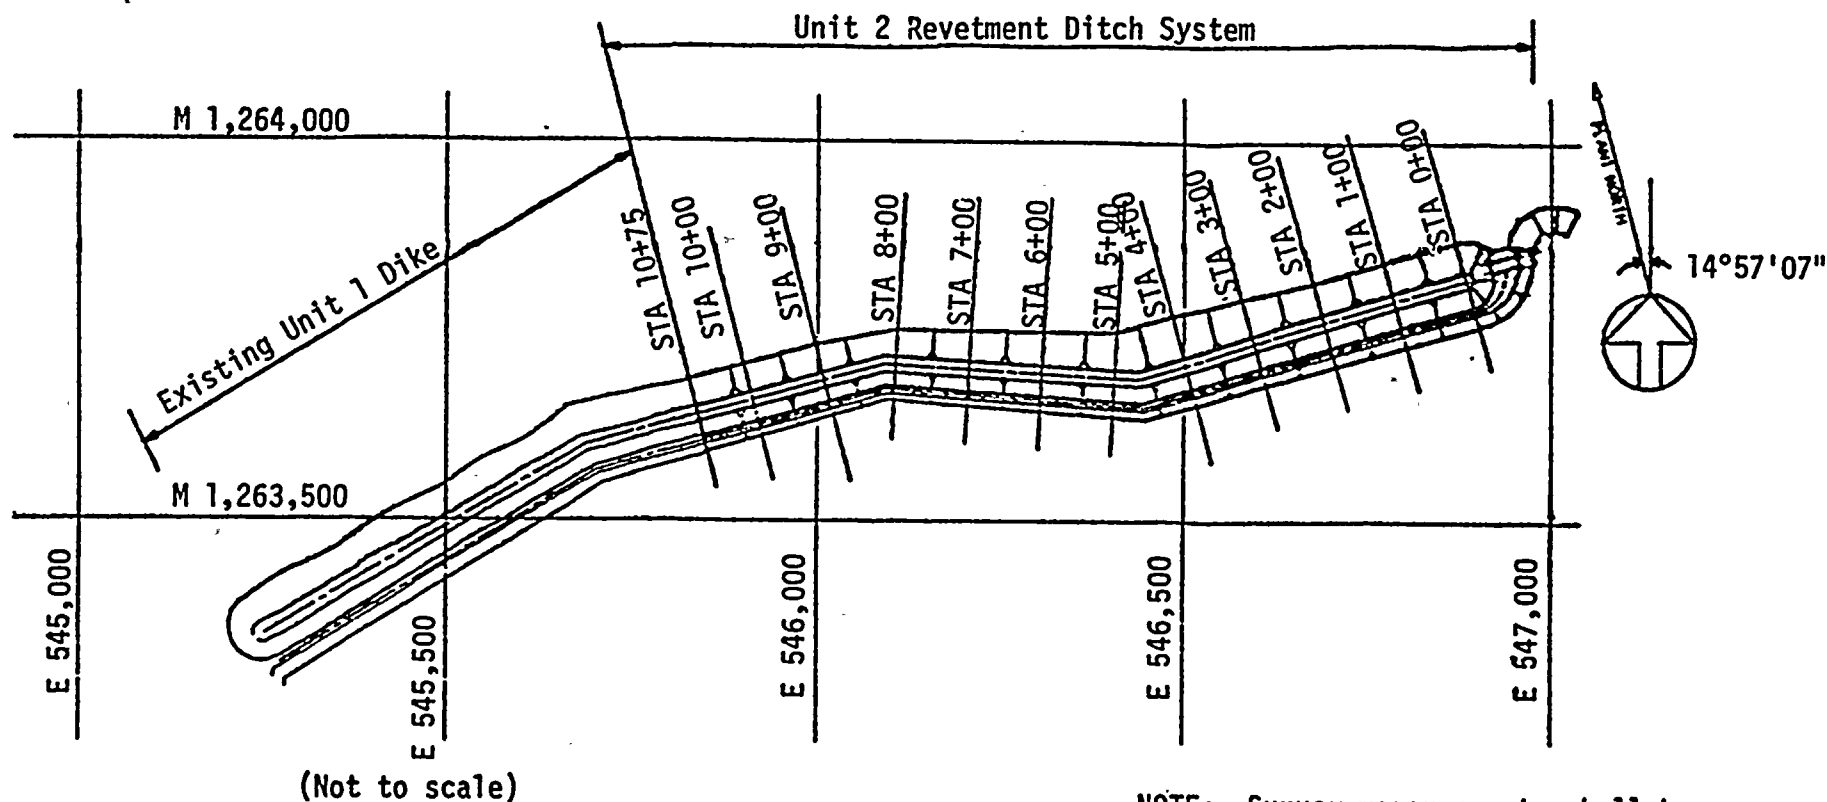 Unit 2 Revetment Ditch System
M 1,264,000
Existing Unit 1 Dike
STA 10+75
STA 10+00
STA 9+00
STA 8+00
STA 7+00
STA 6+00
STA 5+00
STA 4+00
STA 3+00
STA 2+00
STA 1+00
STA 0+00
NORTH
14°57'07"
M 1,263,500
E 545,000
E 545,500
E 546,000
E 546,500
E 547,000
(Not to scale)
NOTE: